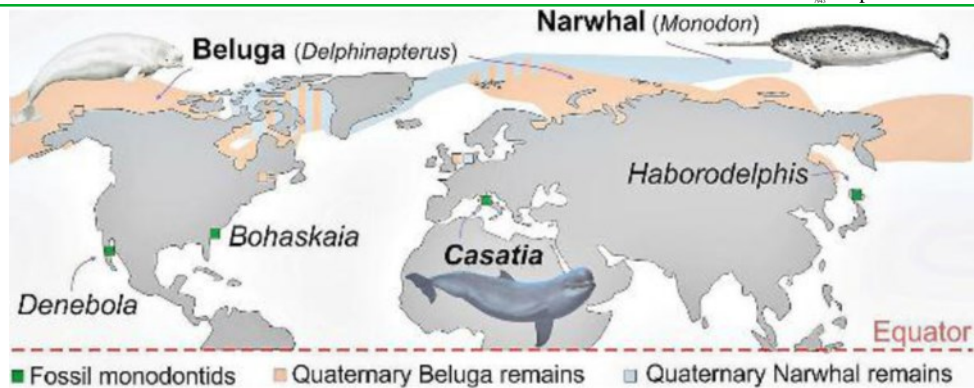 Narwhal (Monodon)
Beluga (Delphinapterus)
Haborodelphis
Bohaskaia
Casatia
Denebola
Equator
Fossil monodontids
Quaternary Beluga remains
Quaternary Narwhal remains